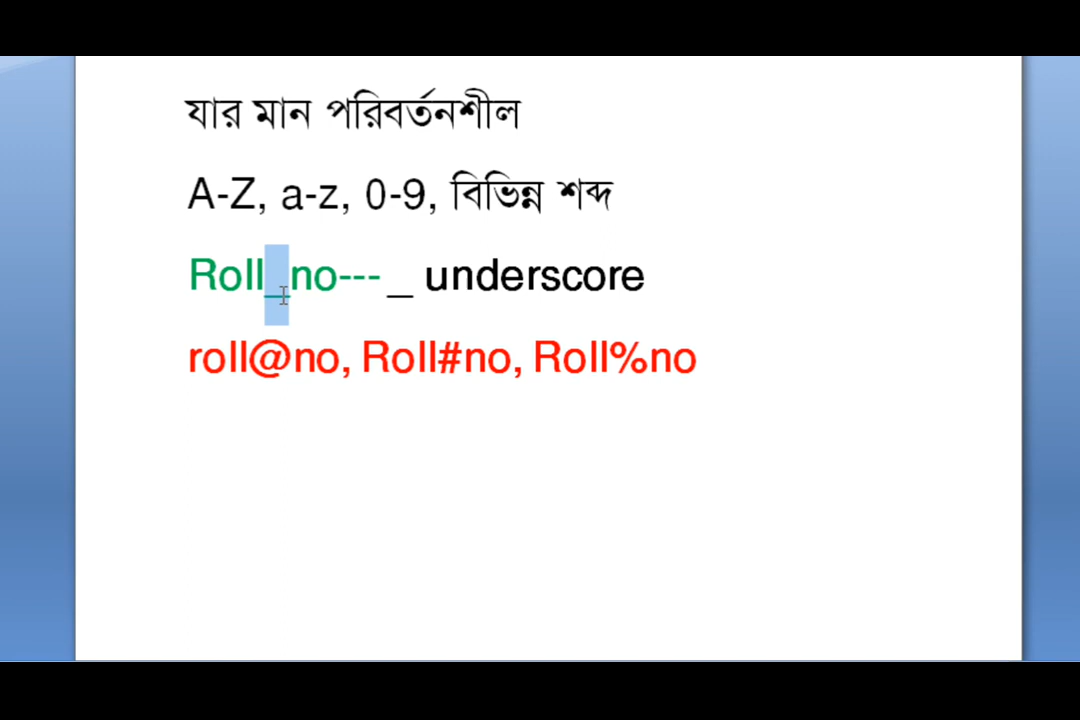 যার মান পরিবর্তনশীল
A-Z, a-z, 0-9, বিভিন্ন শব্দ
Roll_no--- _ underscore
roll@no, Roll#no, Roll%no